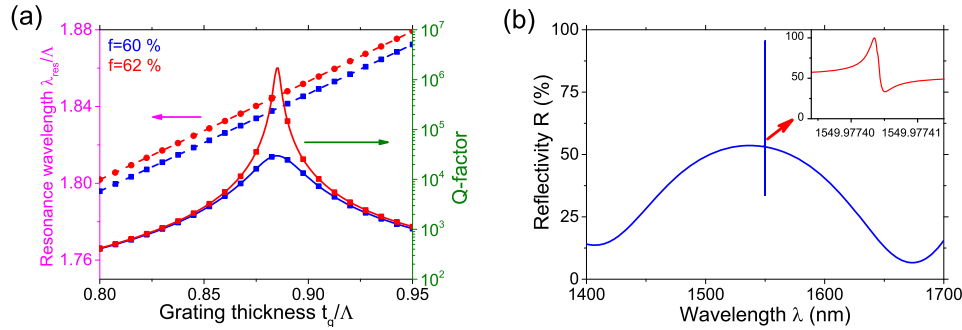 (a)
f=60 %
f=62 %
1.88
1.84
1.80
1.76
Resonance wavelength λres/Λ
10^7
10^6
10^5
10^4
10^3
10^2
Q-factor
0.80 0.85 0.90 0.95
Grating thickness tg/Λ
(b)
100
75
50
25
0
Reflectivity R (%)
100
50
0
1549.97740 1549.97741
1400 1500 1600 1700
Wavelength λ (nm)